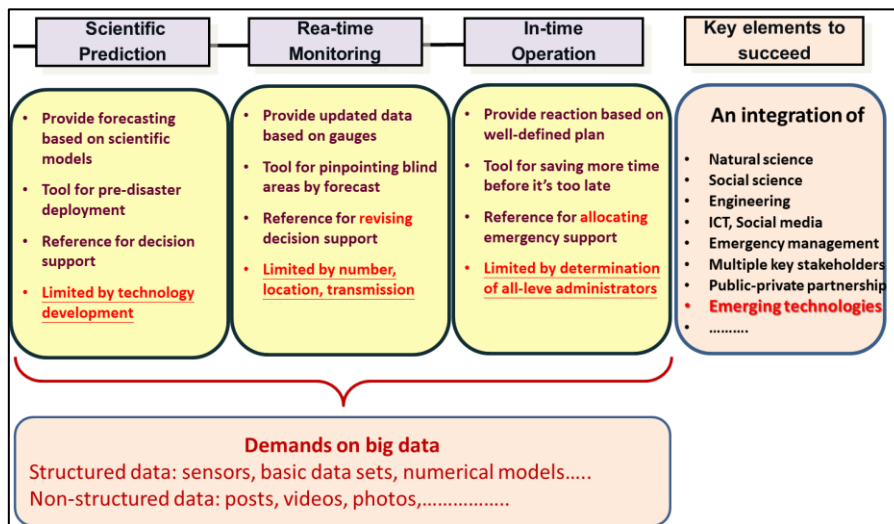 Scientific
Prediction
Rea-time
Monitoring
In-time
Operation
Key elements to
succeed
• Provide forecasting
based on scientific
models
• Tool for pre-disaster
deployment
• Reference for decision
support
• Limited by technology
development
• Provide updated data
based on gauges
• Tool for pinpointing blind
areas by forecast
• Reference for revising
decision support
• Limited by number,
location, transmission
• Provide reaction based on
well-defined plan
• Tool for saving more time
before it's too late
• Reference for allocating
emergency support
• Limited by determination
of all-leve administrators
An integration of
• Natural science
• Social science
• Engineering
• ICT, Social media
• Emergency management
• Multiple key stakeholders
• Public-private partnership
• Emerging technologies
• ……….
Demands on big data
Structured data: sensors, basic data sets, numerical models…..
Non-structured data: posts, videos, photos,……………..